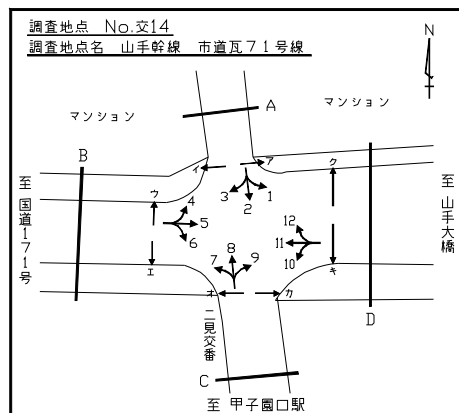 調査地点 No.交14
調査地点名 山手幹線 市道瓦71号線
N
マンション
マンション
A
B
C
D
至 国道171号
至 山手大橋
至 甲子園口駅
二見交番
ア
イ
ウ
エ
オ
カ
キ
ク
1
2
3
4
5
6
7
8
9
10
11
12